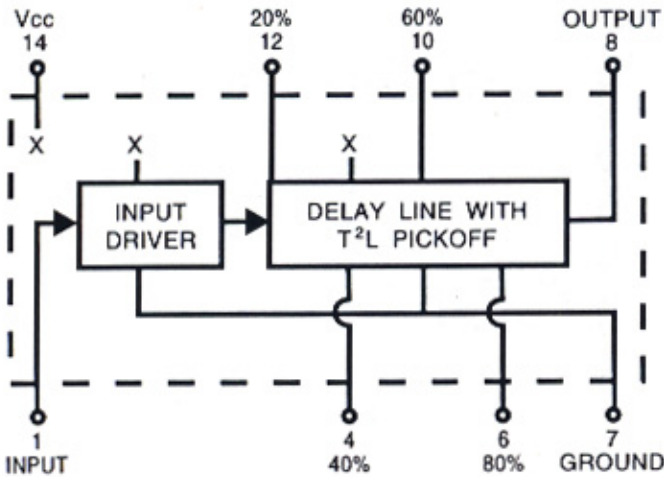 Vcc 20% 60% OUTPUT
14 12 10 8
X X X
INPUT
DRIVER
DELAY LINE WITH
T²L PICKOFF
1 4 6 7
INPUT 40% 80% GROUND